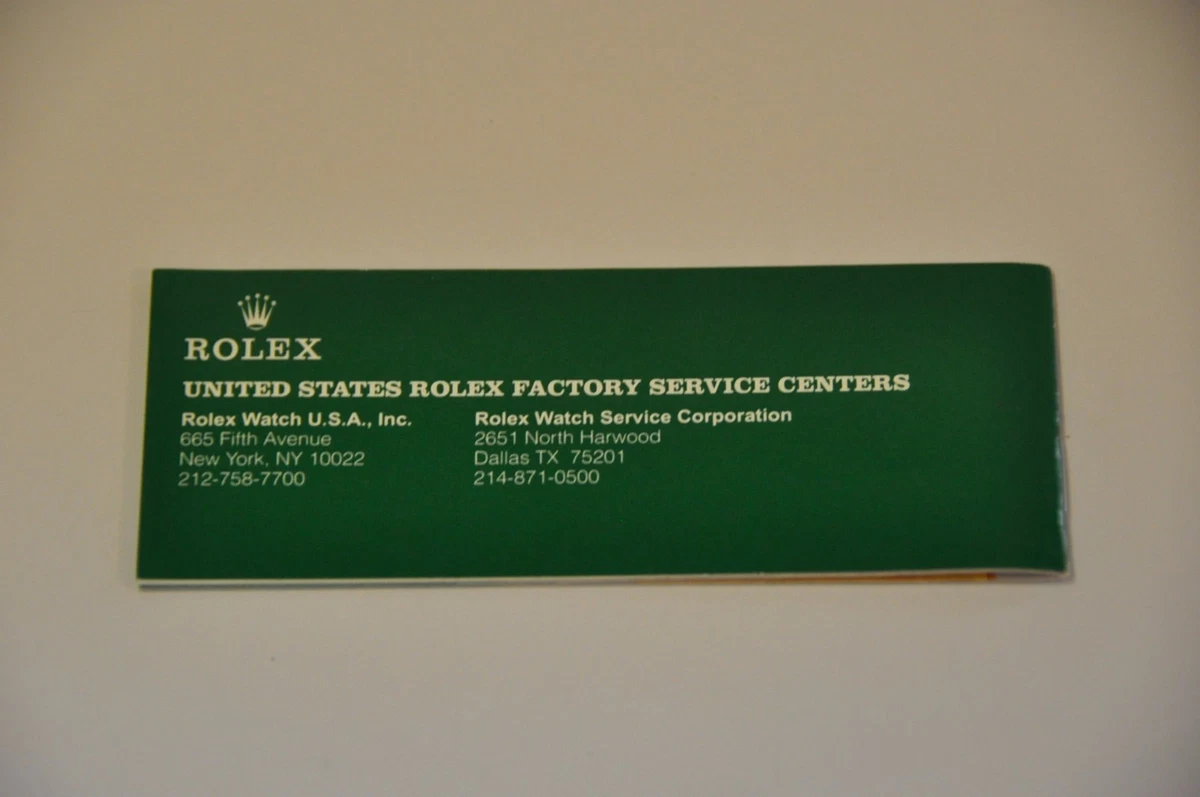 ROLEX
UNITED STATES ROLEX FACTORY SERVICE CENTERS
Rolex Watch U.S.A., Inc.
665 Fifth Avenue
New York, NY 10022
212-758-7700
Rolex Watch Service Corporation
2651 North Harwood
Dallas TX 75201
214-871-0500